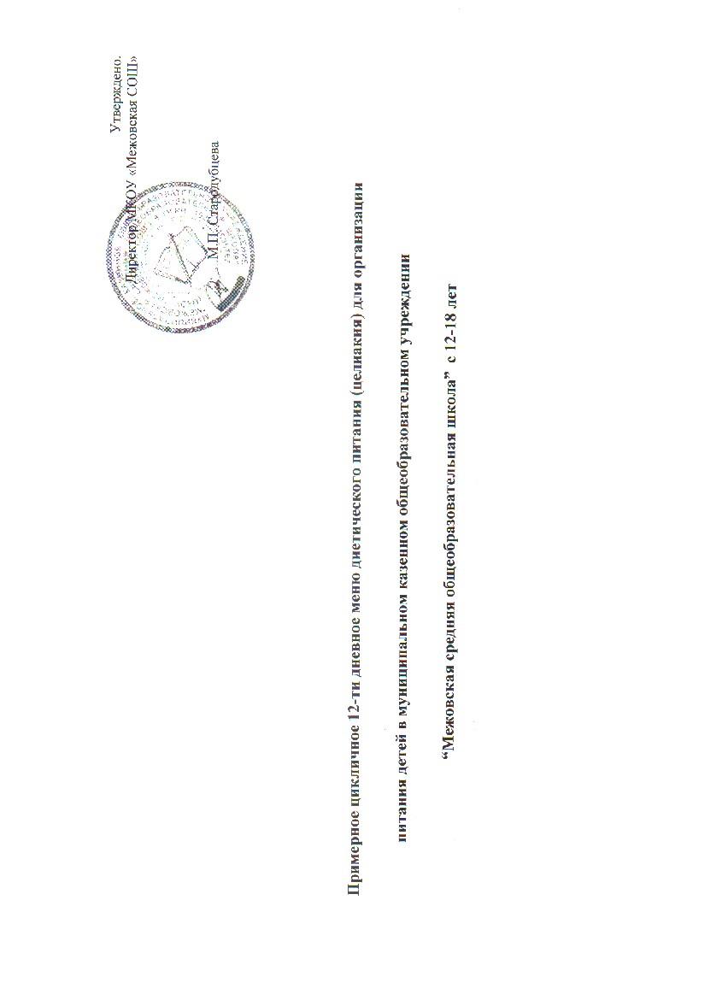 Утверждено.
Директор МКОУ «Межовская СОШ»
М.П. Стародубцева
Примерное цикличное 12-ти дневное меню диетического питания (целиакия) для организации
питания детей в муниципальном казенном общеобразовательном учреждении
“Межовская средняя общеобразовательная школа” с 12-18 лет